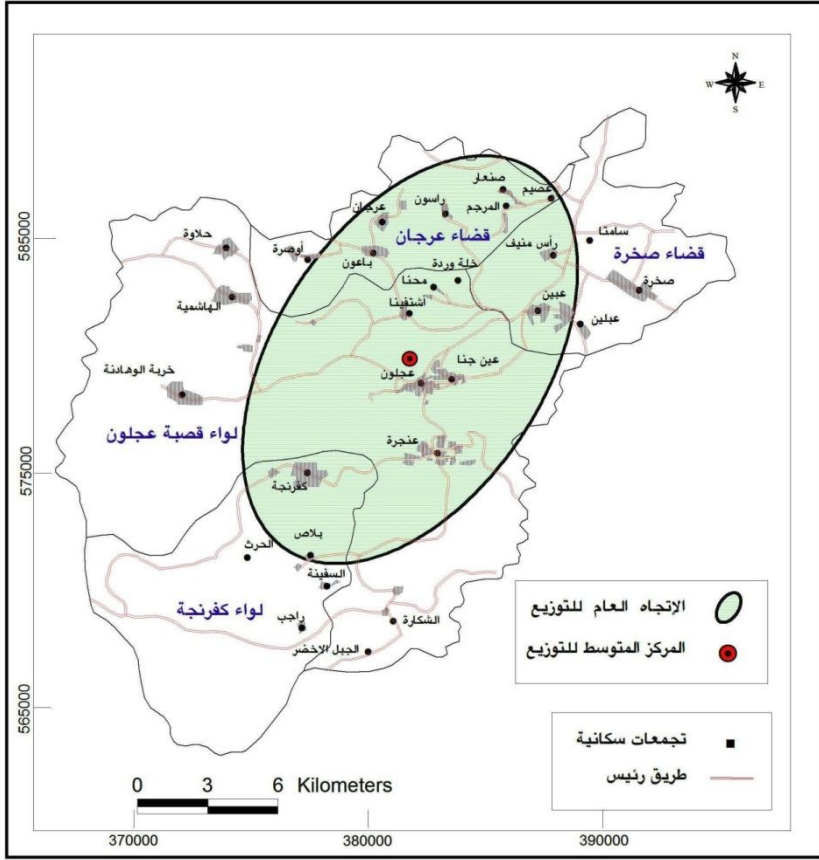 N
W E
S
صنعار
عصيم
راسون
المرجم
عرجان
سامتا
حلاوة
قضاء عرجان
رأس منيف
قضاء صخرة
أوصرة
باعون
خلة وردة
محنا
صخرة
الهاشمية
اشتفينا
عبين
عبلين
عين جنا
خربة الوهادنة
عجلون
لواء قصبة عجلون
عنجرة
كفرنجة
بلاص
الحرث
السفينة
لواء كفرنجة
راجب
الشكارة
الجبل الاخضر
الإتجاه العام للتوزيع
المركز المتوسط للتوزيع
تجمعات سكانية
طريق رئيس
0 3 6 Kilometers
585000
575000
565000
370000 380000 390000